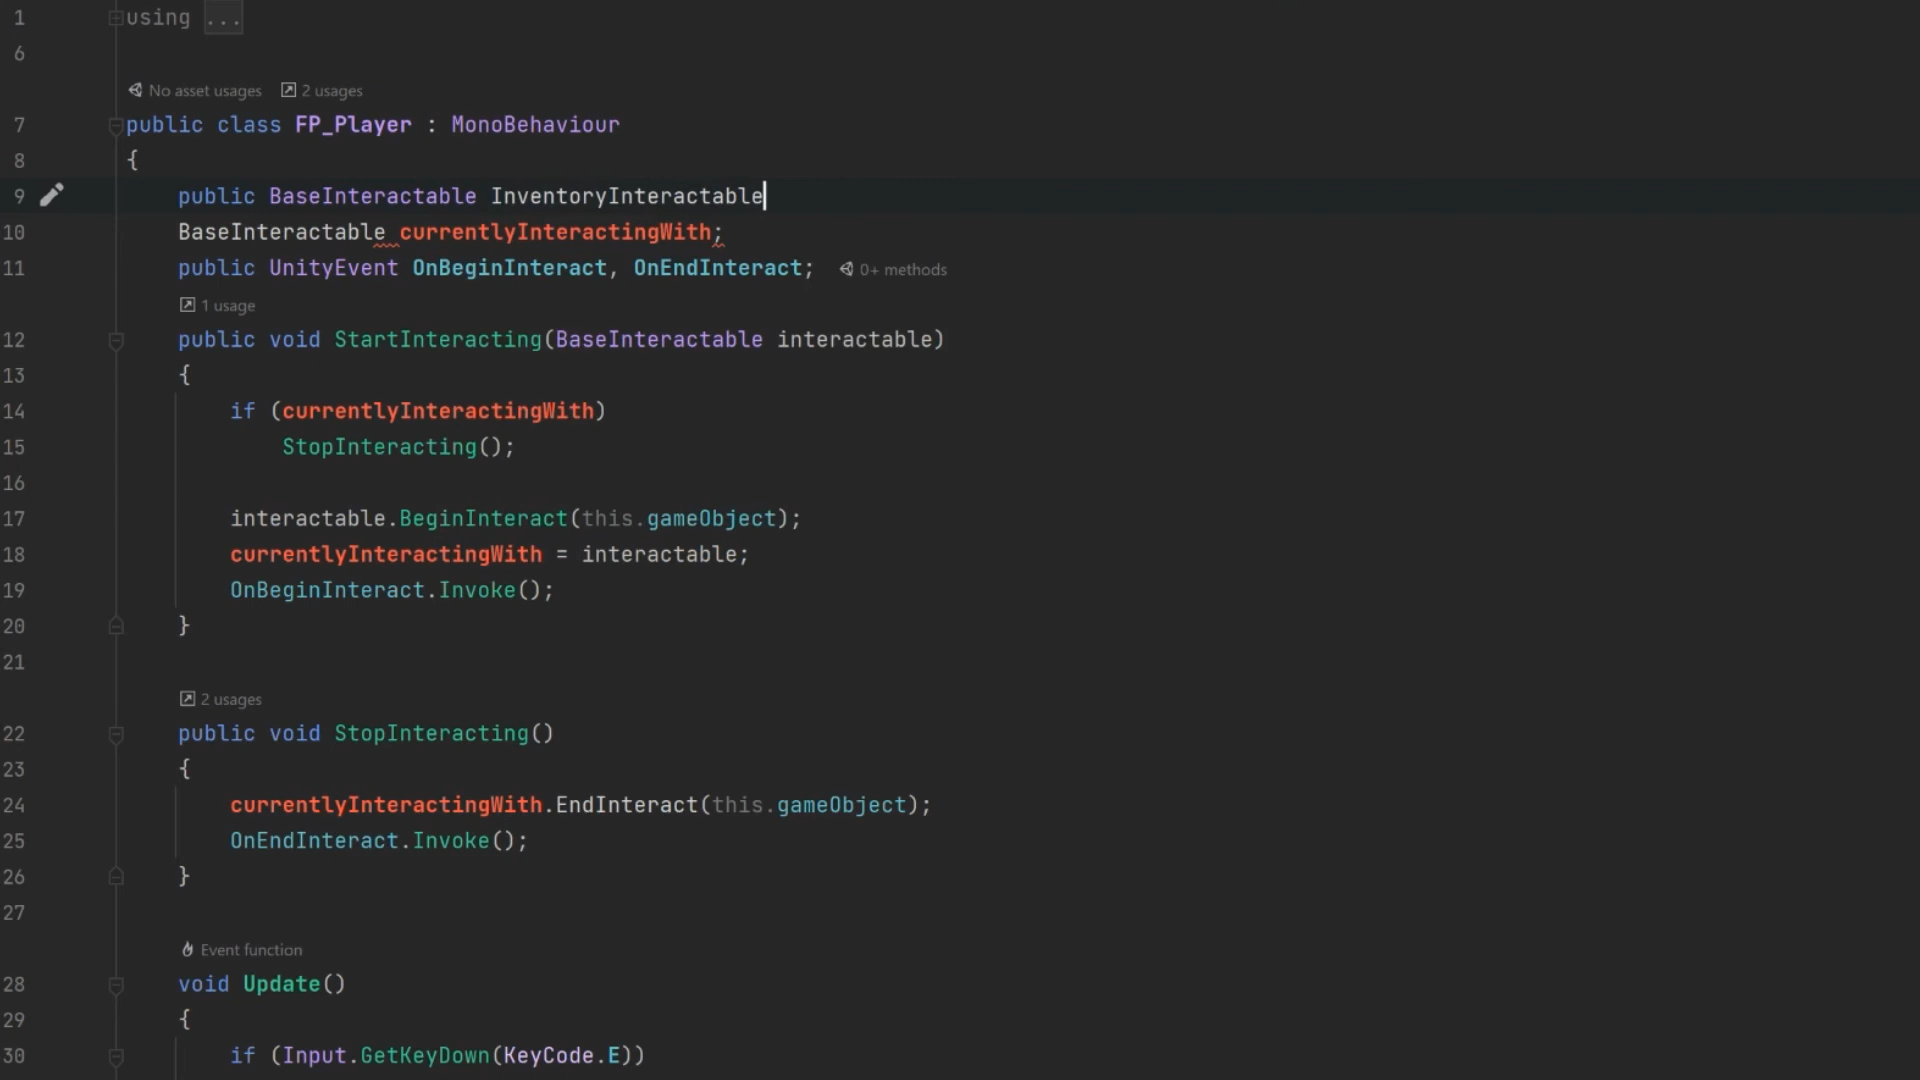 1 using ...
6
No asset usages 2 usages
7 public class FP_Player : MonoBehaviour
8 {
9 public BaseInteractable InventoryInteractable
10 BaseInteractable currentlyInteractingWith;
11 public UnityEvent OnBeginInteract, OnEndInteract; 0+ methods
1 usage
12 public void StartInteracting(BaseInteractable interactable)
13 {
14 if (currentlyInteractingWith)
15 StopInteracting();
16
17 interactable.BeginInteract(this.gameObject);
18 currentlyInteractingWith = interactable;
19 OnBeginInteract.Invoke();
20 }
21
2 usages
22 public void StopInteracting()
23 {
24 currentlyInteractingWith.EndInteract(this.gameObject);
25 OnEndInteract.Invoke();
26 }
27
Event function
28 void Update()
29 {
30 if (Input.GetKeyDown(KeyCode.E))